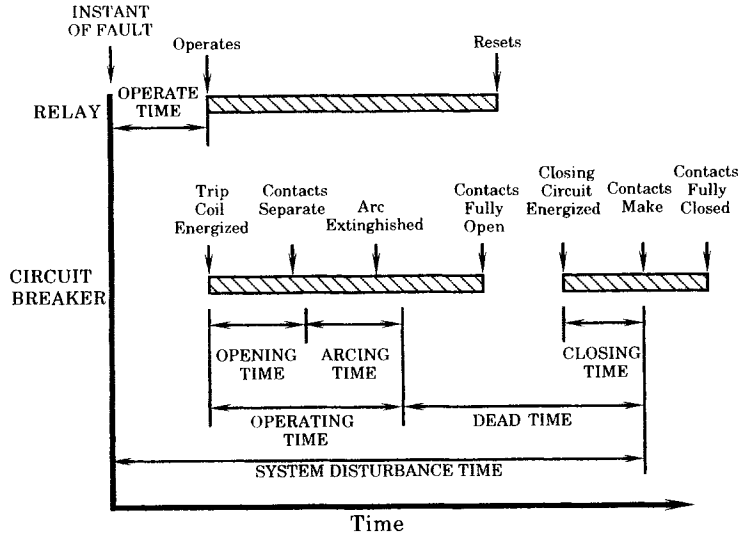 INSTANT
OF FAULT
Operates
Resets
RELAY
OPERATE
TIME
Trip
Coil
Energized
Contacts
Separate
Arc
Extinghished
Contacts
Fully
Open
Closing
Circuit
Energized
Contacts
Make
Contacts
Fully
Closed
CIRCUIT
BREAKER
OPENING
TIME
ARCING
TIME
CLOSING
TIME
OPERATING
TIME
DEAD TIME
SYSTEM DISTURBANCE TIME
Time